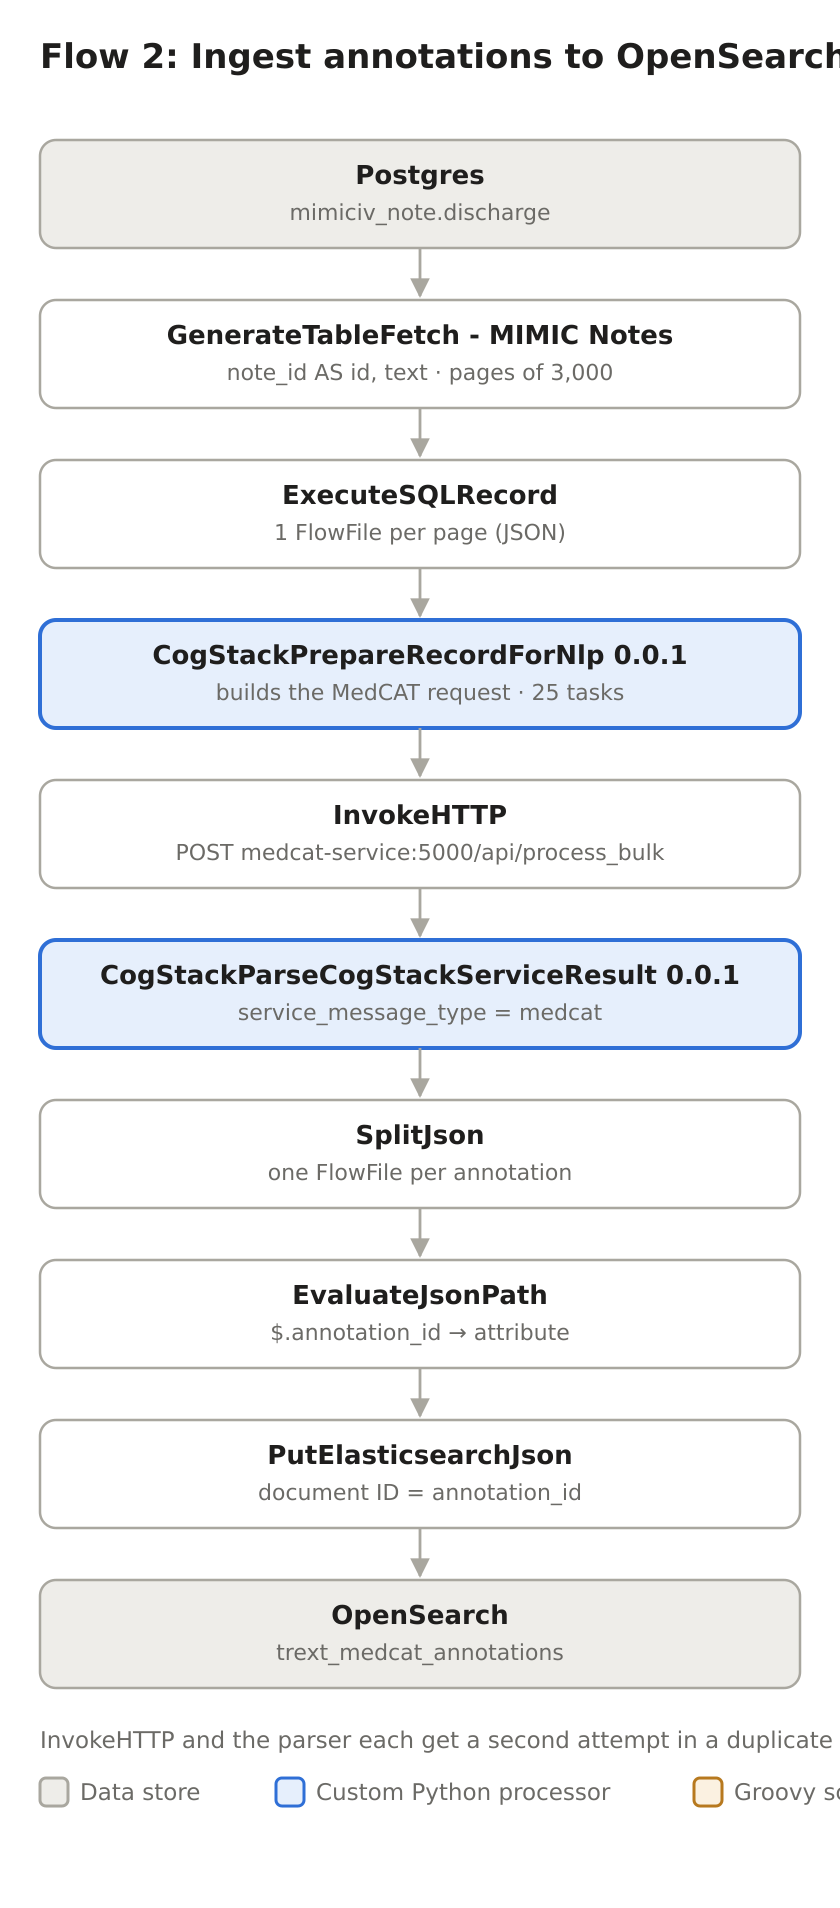 Flow 2: Ingest annotations to OpenSearch
Postgres
mimiciv_note.discharge
GenerateTableFetch - MIMIC Notes
note_id AS id, text · pages of 3,000
ExecuteSQLRecord
1 FlowFile per page (JSON)
CogStackPrepareRecordForNlp 0.0.1
builds the MedCAT request · 25 tasks
InvokeHTTP
POST medcat-service:5000/api/process_bulk
CogStackParseCogStackServiceResult 0.0.1
service_message_type = medcat
SplitJson
one FlowFile per annotation
EvaluateJsonPath
$.annotation_id → attribute
PutElasticsearchJson
document ID = annotation_id
OpenSearch
trext_medcat_annotations
InvokeHTTP and the parser each get a second attempt in a duplicate
Data store Custom Python processor Groovy